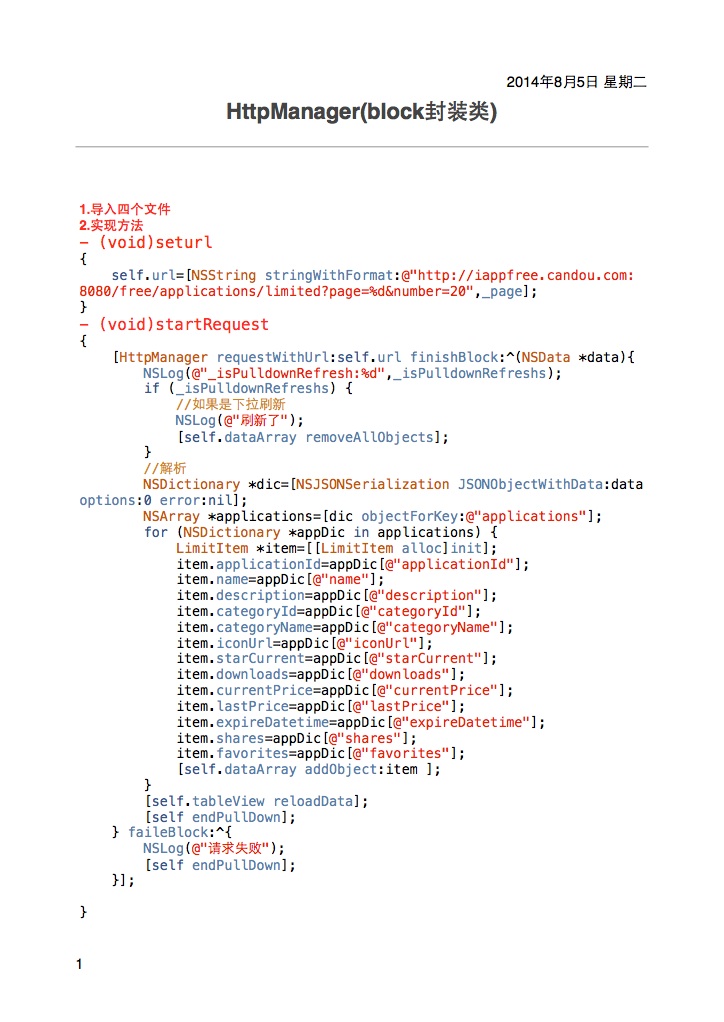 2014年8月5日 星期二
HttpManager(block封装类)
1.导入四个文件
2.实现方法
- (void)seturl
{
    self.url=[NSString stringWithFormat:@"http://iappfree.candou.com:
8080/free/applications/limited?page=%d&number=20",_page];
}
- (void)startRequest
{
    [HttpManager requestWithUrl:self.url finishBlock:^(NSData *data){
        NSLog(@"_isPulldownRefresh:%d",_isPulldownRefreshs);
        if (_isPulldownRefreshs) {
            //如果是下拉刷新
            NSLog(@"刷新了");
            [self.dataArray removeAllObjects];
        }
        //解析
        NSDictionary *dic=[NSJSONSerialization JSONObjectWithData:data
options:0 error:nil];
        NSArray *applications=[dic objectForKey:@"applications"];
        for (NSDictionary *appDic in applications) {
            LimitItem *item=[[LimitItem alloc]init];
            item.applicationId=appDic[@"applicationId"];
            item.name=appDic[@"name"];
            item.description=appDic[@"description"];
            item.categoryId=appDic[@"categoryId"];
            item.categoryName=appDic[@"categoryName"];
            item.iconUrl=appDic[@"iconUrl"];
            item.starCurrent=appDic[@"starCurrent"];
            item.downloads=appDic[@"downloads"];
            item.currentPrice=appDic[@"currentPrice"];
            item.lastPrice=appDic[@"lastPrice"];
            item.expireDatetime=appDic[@"expireDatetime"];
            item.shares=appDic[@"shares"];
            item.favorites=appDic[@"favorites"];
            [self.dataArray addObject:item ];
        }
        [self.tableView reloadData];
        [self endPullDown];
    } faileBlock:^{
        NSLog(@"请求失败");
        [self endPullDown];
    }];
}
1